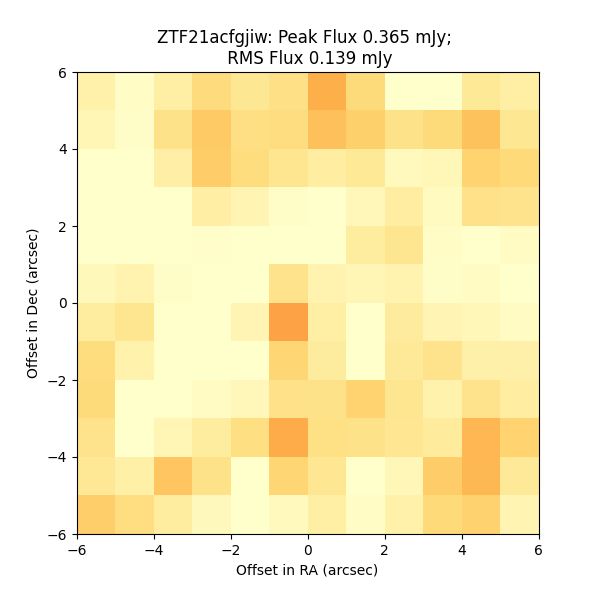 ZTF21acfgjiw: Peak Flux 0.365 mJy;
RMS Flux 0.139 mJy
6
4
2
0
−2
−4
−6
Offset in Dec (arcsec)
−6 −4 −2 0 2 4 6
Offset in RA (arcsec)